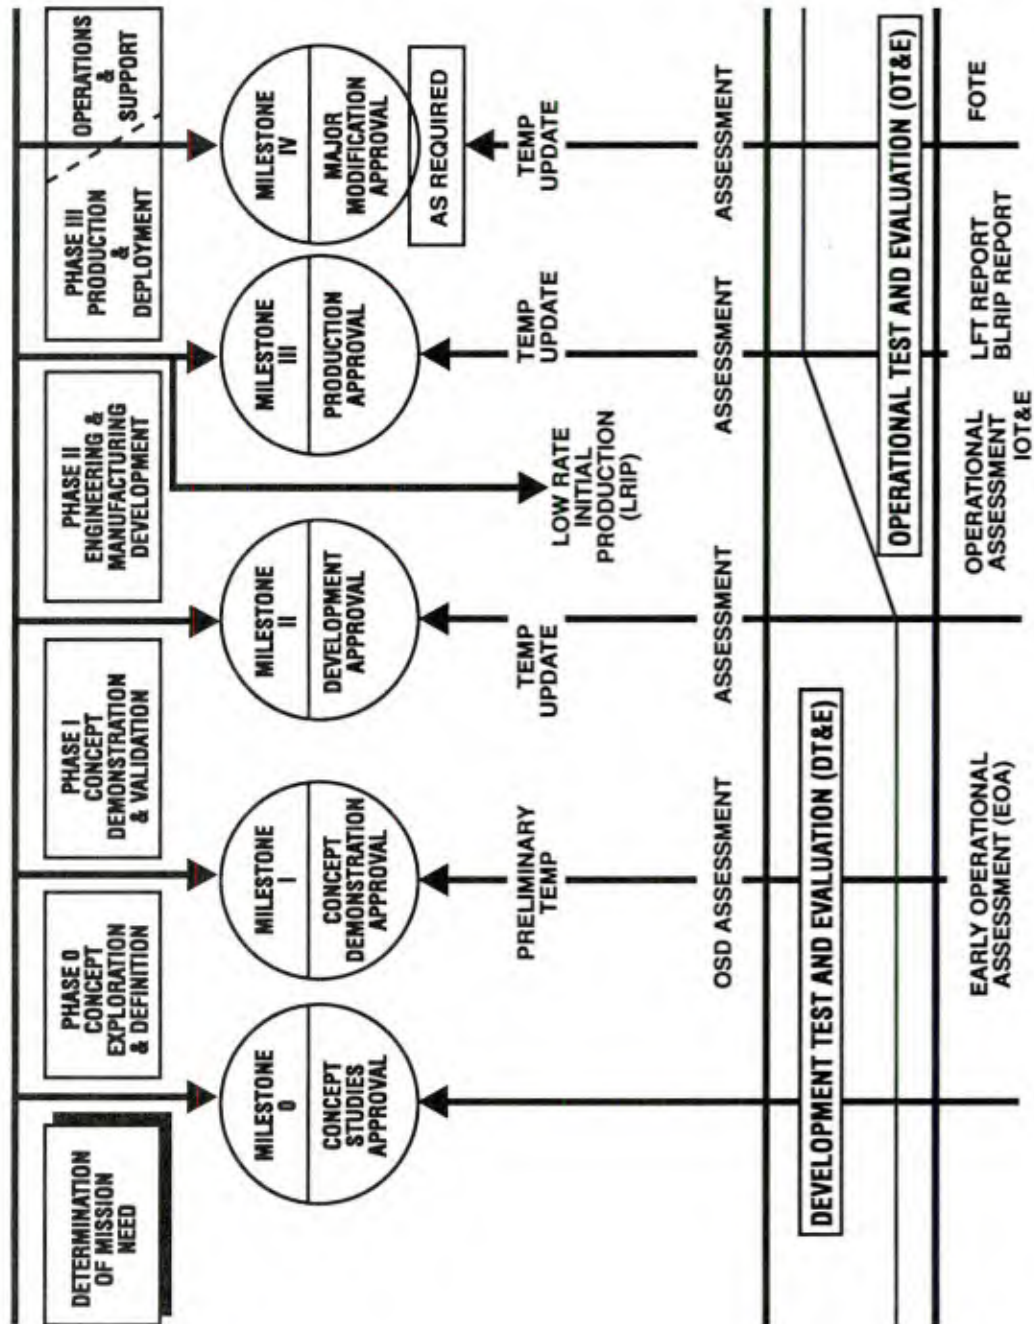 DETERMINATION
OF MISSION
NEED
PHASE 0
CONCEPT
EXPLORATION
& DEFINITION
PHASE I
CONCEPT
DEMONSTRATION
& VALIDATION
PHASE II
ENGINEERING &
MANUFACTURING
DEVELOPMENT
PHASE III
PRODUCTION
&
DEPLOYMENT
OPERATIONS
&
SUPPORT
MILESTONE
0
CONCEPT
STUDIES
APPROVAL
MILESTONE
I
CONCEPT
DEMONSTRATION
APPROVAL
MILESTONE
II
DEVELOPMENT
APPROVAL
MILESTONE
III
PRODUCTION
APPROVAL
MILESTONE
IV
MAJOR
MODIFICATION
APPROVAL
AS REQUIRED
PRELIMINARY
TEMP
TEMP
UPDATE
LOW RATE
INITIAL
PRODUCTION
(LRIP)
TEMP
UPDATE
TEMP
UPDATE
OSD ASSESSMENT
ASSESSMENT
ASSESSMENT
ASSESSMENT
DEVELOPMENT TEST AND EVALUATION (DT&E)
OPERATIONAL TEST AND EVALUATION (OT&E)
EARLY OPERATIONAL
ASSESSMENT (EOA)
OPERATIONAL
ASSESSMENT
IOT&E
LFT REPORT
BLRIP REPORT
FOTE